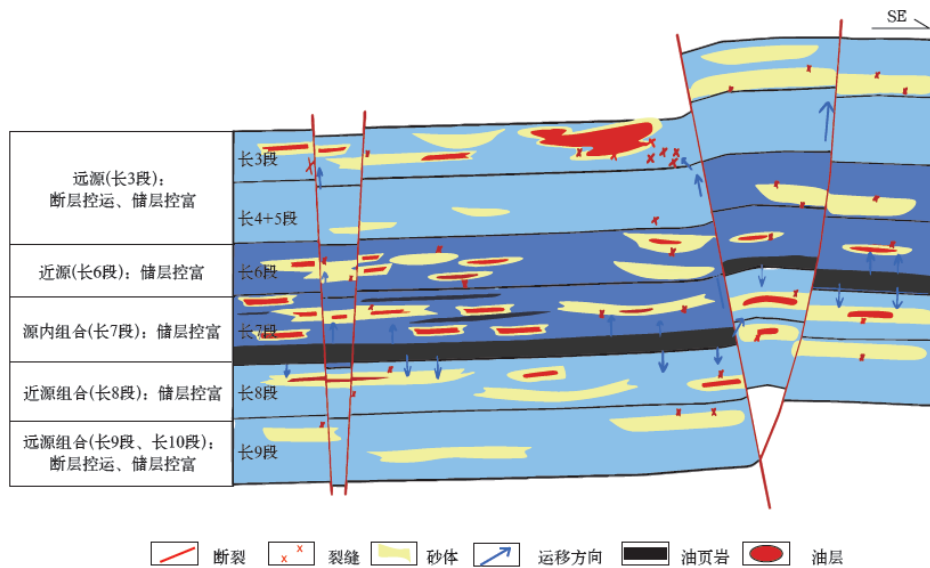 SE
远源(长3段):
断层控运、储层控富
近源(长6段): 储层控富
源内组合(长7段): 储层控富
近源组合(长8段): 储层控富
远源组合(长9段、长10段):
断层控运、储层控富
长3段
长4+5段
长6段
长7段
长8段
长9段
断裂
裂缝
砂体
运移方向
油页岩
油层